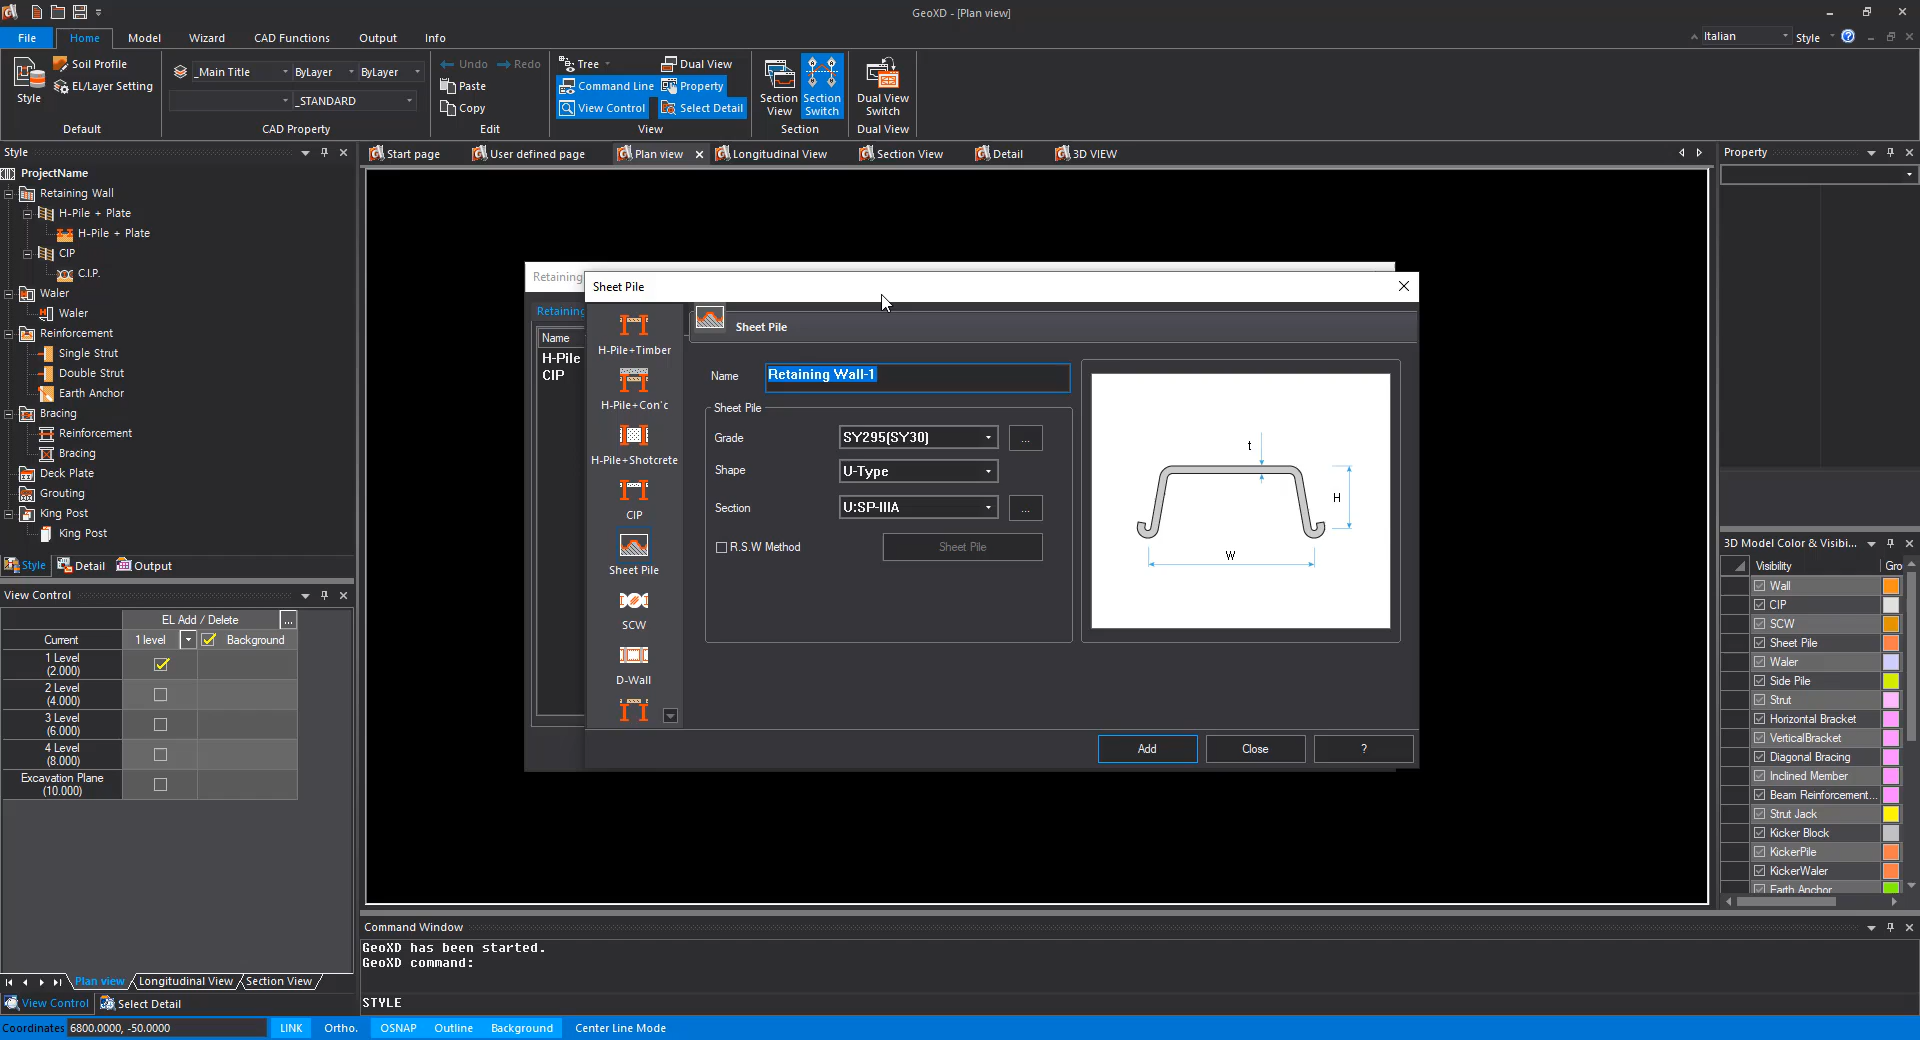 GeoXD - [Plan view]
File Home Model Wizard CAD Functions Output Info
Italian Style
Style
Soil Profile
EL/Layer Setting
Default
_Main Title ByLayer ByLayer
_STANDARD
CAD Property
Undo Redo
Paste
Copy
Edit
Tree Dual View
Command Line Property
View Control Select Detail
View
Section View Section Switch
Section
Dual View Switch
Dual View
Style
ProjectName
Retaining Wall
H-Pile + Plate
H-Pile + Plate
CIP
C.I.P.
Waler
Waler
Reinforcement
Single Strut
Double Strut
Earth Anchor
Bracing
Reinforcement
Bracing
Deck Plate
Grouting
King Post
King Post
Style Detail Output
View Control
EL Add / Delete ...
Current 1 level Background
1 Level
(2.000)
2 Level
(4.000)
3 Level
(6.000)
4 Level
(8.000)
Excavation Plane
(10.000)
Plan view Longitudinal View Section View
View Control Select Detail
Start page User defined page Plan view Longitudinal View Section View Detail 3D VIEW
Retaining
Retaining
Name
H-Pile
CIP
Sheet Pile
H-Pile+Timber
H-Pile+Con'c
H-Pile+Shotcrete
CIP
Sheet Pile
SCW
D-Wall
Sheet Pile
Name Retaining Wall-1
Sheet Pile
Grade SY295(SY30) ...
Shape U-Type
Section U:SP-IIIA ...
R.S.W Method Sheet Pile
t
H
W
Add Close ?
Property
3D Model Color & Visibi...
Visibility Gro
Wall
CIP
SCW
Sheet Pile
Waler
Side Pile
Strut
Horizontal Bracket
VerticalBracket
Diagonal Bracing
Inclined Member
Beam Reinforcement...
Strut Jack
Kicker Block
KickerPile
KickerWaler
Earth Anchor
Command Window
GeoXD has been started.
GeoXD command:
STYLE
Coordinates 6800.0000, -50.0000 LINK Ortho. OSNAP Outline Background Center Line Mode